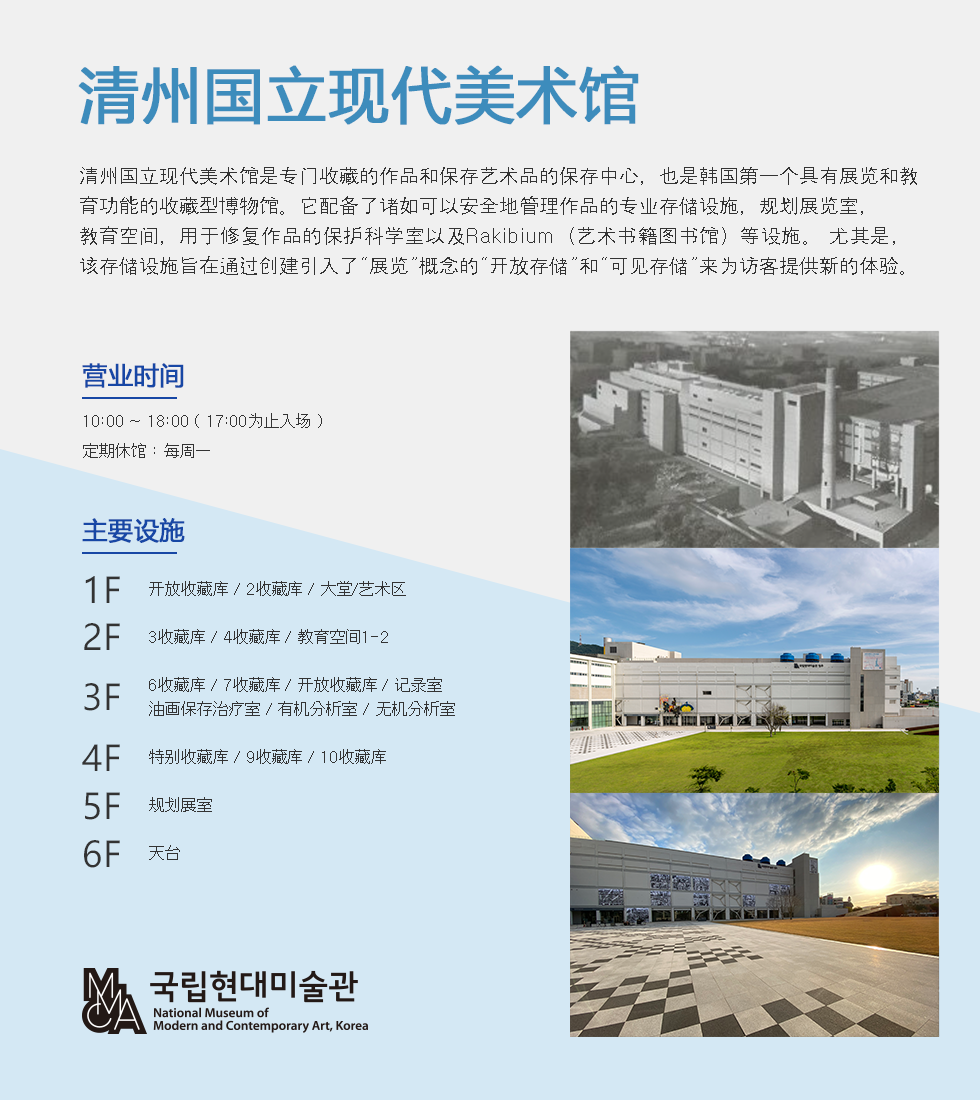 清州国立现代美术馆
清州国立现代美术馆是专门收藏的作品和保存艺术品的保存中心，也是韩国第一个具有展览和教
育功能的收藏型博物馆。它配备了诸如可以安全地管理作品的专业存储设施，规划展览室，
教育空间，用于修复作品的保护科学室以及Rakibium（艺术书籍图书馆）等设施。 尤其是，
该存储设施旨在通过创建引入了“展览”概念的“开放存储”和“可见存储”来为访客提供新的体验。
营业时间
10:00 ~ 18:00 ( 17:00为止入场 )
定期休馆 : 每周一
主要设施
1F 开放收藏库 / 2收藏库 / 大堂/艺术区
2F 3收藏库 / 4收藏库 / 教育空间1-2
3F 6收藏库 / 7收藏库 / 开放收藏库 / 记录室
油画保存治疗室 / 有机分析室 / 无机分析室
4F 特别收藏库 / 9收藏库 / 10收藏库
5F 规划展室
6F 天台
MMCA 국립현대미술관
National Museum of
Modern and Contemporary Art, Korea